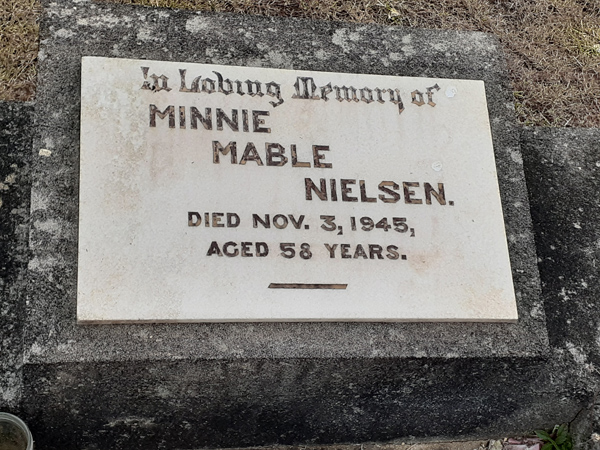 In Loving Memory of
MINNIE
MABLE
NIELSEN.
DIED NOV. 3, 1945,
AGED 58 YEARS.